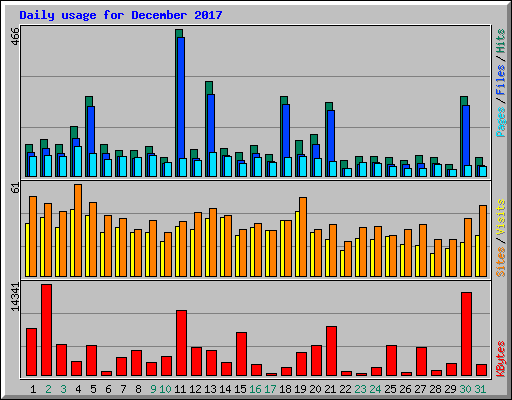 Daily usage for December 2017
466
61
14341
Pages / Files / Hits
Sites / Visits
KBytes
1 2 3 4 5 6 7 8 9 10 11 12 13 14 15 16 17 18 19 20 21 22 23 24 25 26 27 28 29 30 31